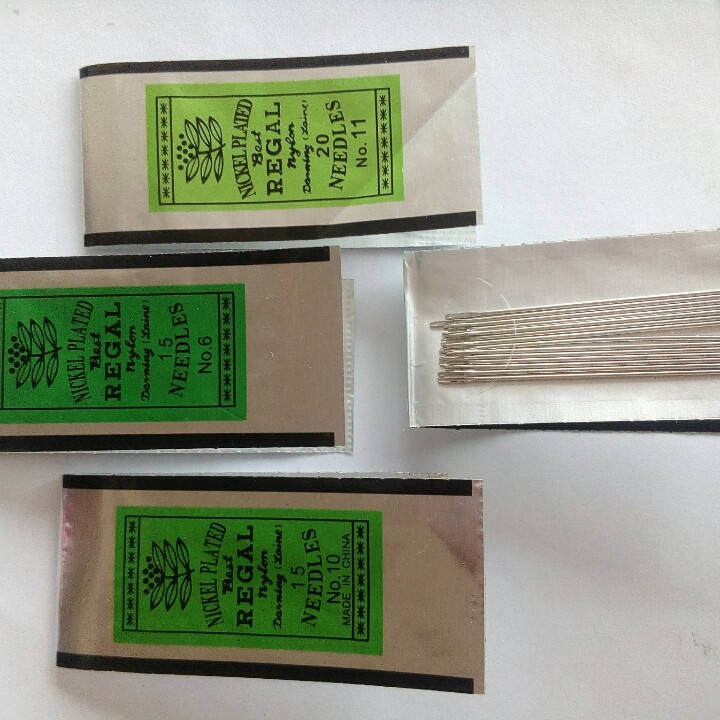 NICKEL PLATED
Best
REGAL
Nylon
Darning (Laine)
20
NEEDLES
No. 11
NICKEL PLATED
Best
REGAL
Nylon
Darning (Laine)
15
NEEDLES
No.6
NICKEL PLATED
Best
REGAL
Nylon
Darning (Laine)
15
NEEDLES
No.10
MADE IN CHINA